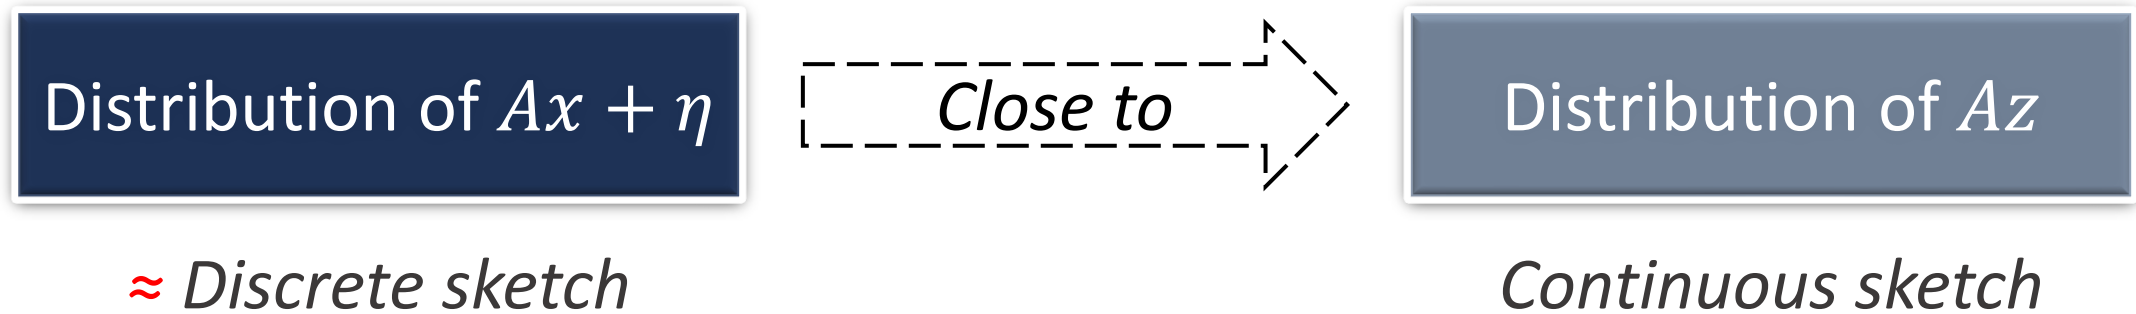 Distribution of Ax + η
Close to
Distribution of Az
≈ Discrete sketch
Continuous sketch